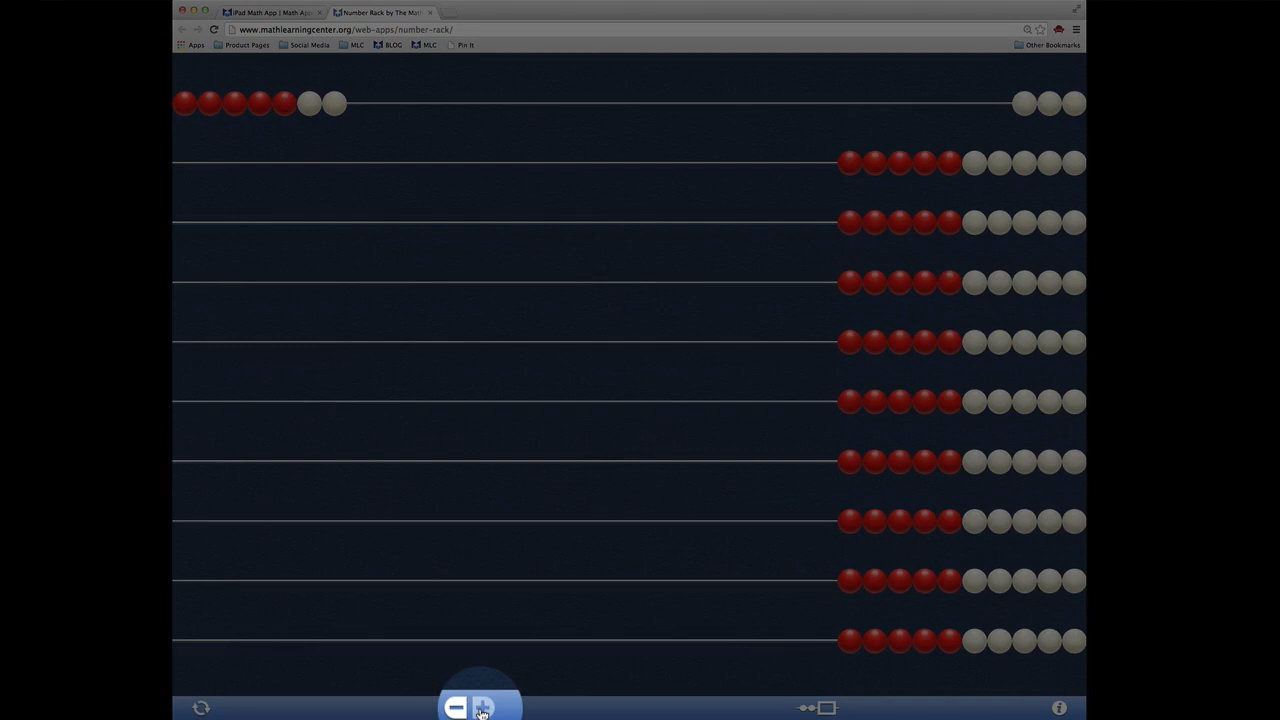 iPad Math App | Math App
Number Rack by The Mat
www.mathlearningcenter.org/web-apps/number-rack/
Apps Product Pages Social Media MLC BLOG MLC Pin It Other Bookmarks